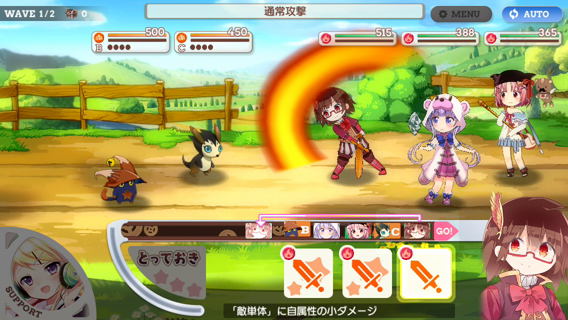 WAVE 1/2
0
通常攻撃
MENU
AUTO
500
B
450
C
515
388
365
B
C
GO!
とっておき
SUPPORT
「敵単体」に自属性の小ダメージ